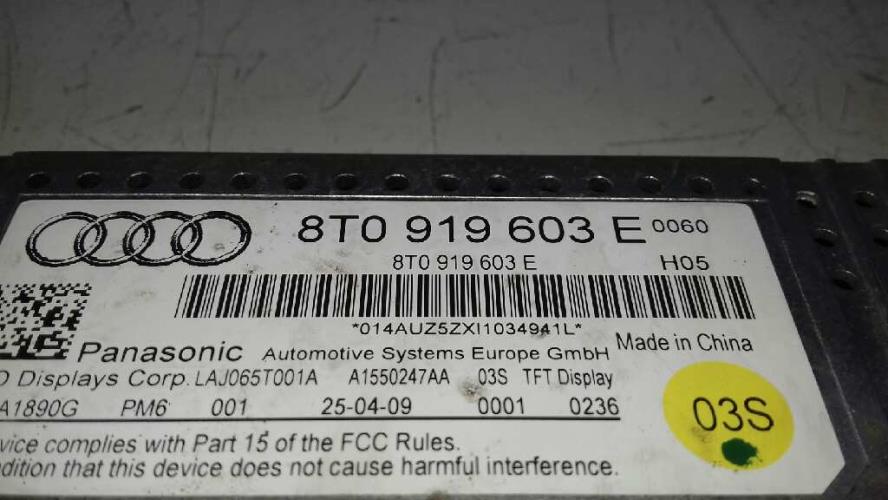 8T0 919 603 E 0060
8T0 919 603 E H05
*014AUZ5ZXI1034941L*
Panasonic Automotive Systems Europe GmbH Made in China
Displays Corp. LAJ065T001A A1550247AA 03S TFT Display
A1890G PM6 001 25-04-09 0001 0236
03S
vice complies with Part 15 of the FCC Rules.
ndition that this device does not cause harmful interference.